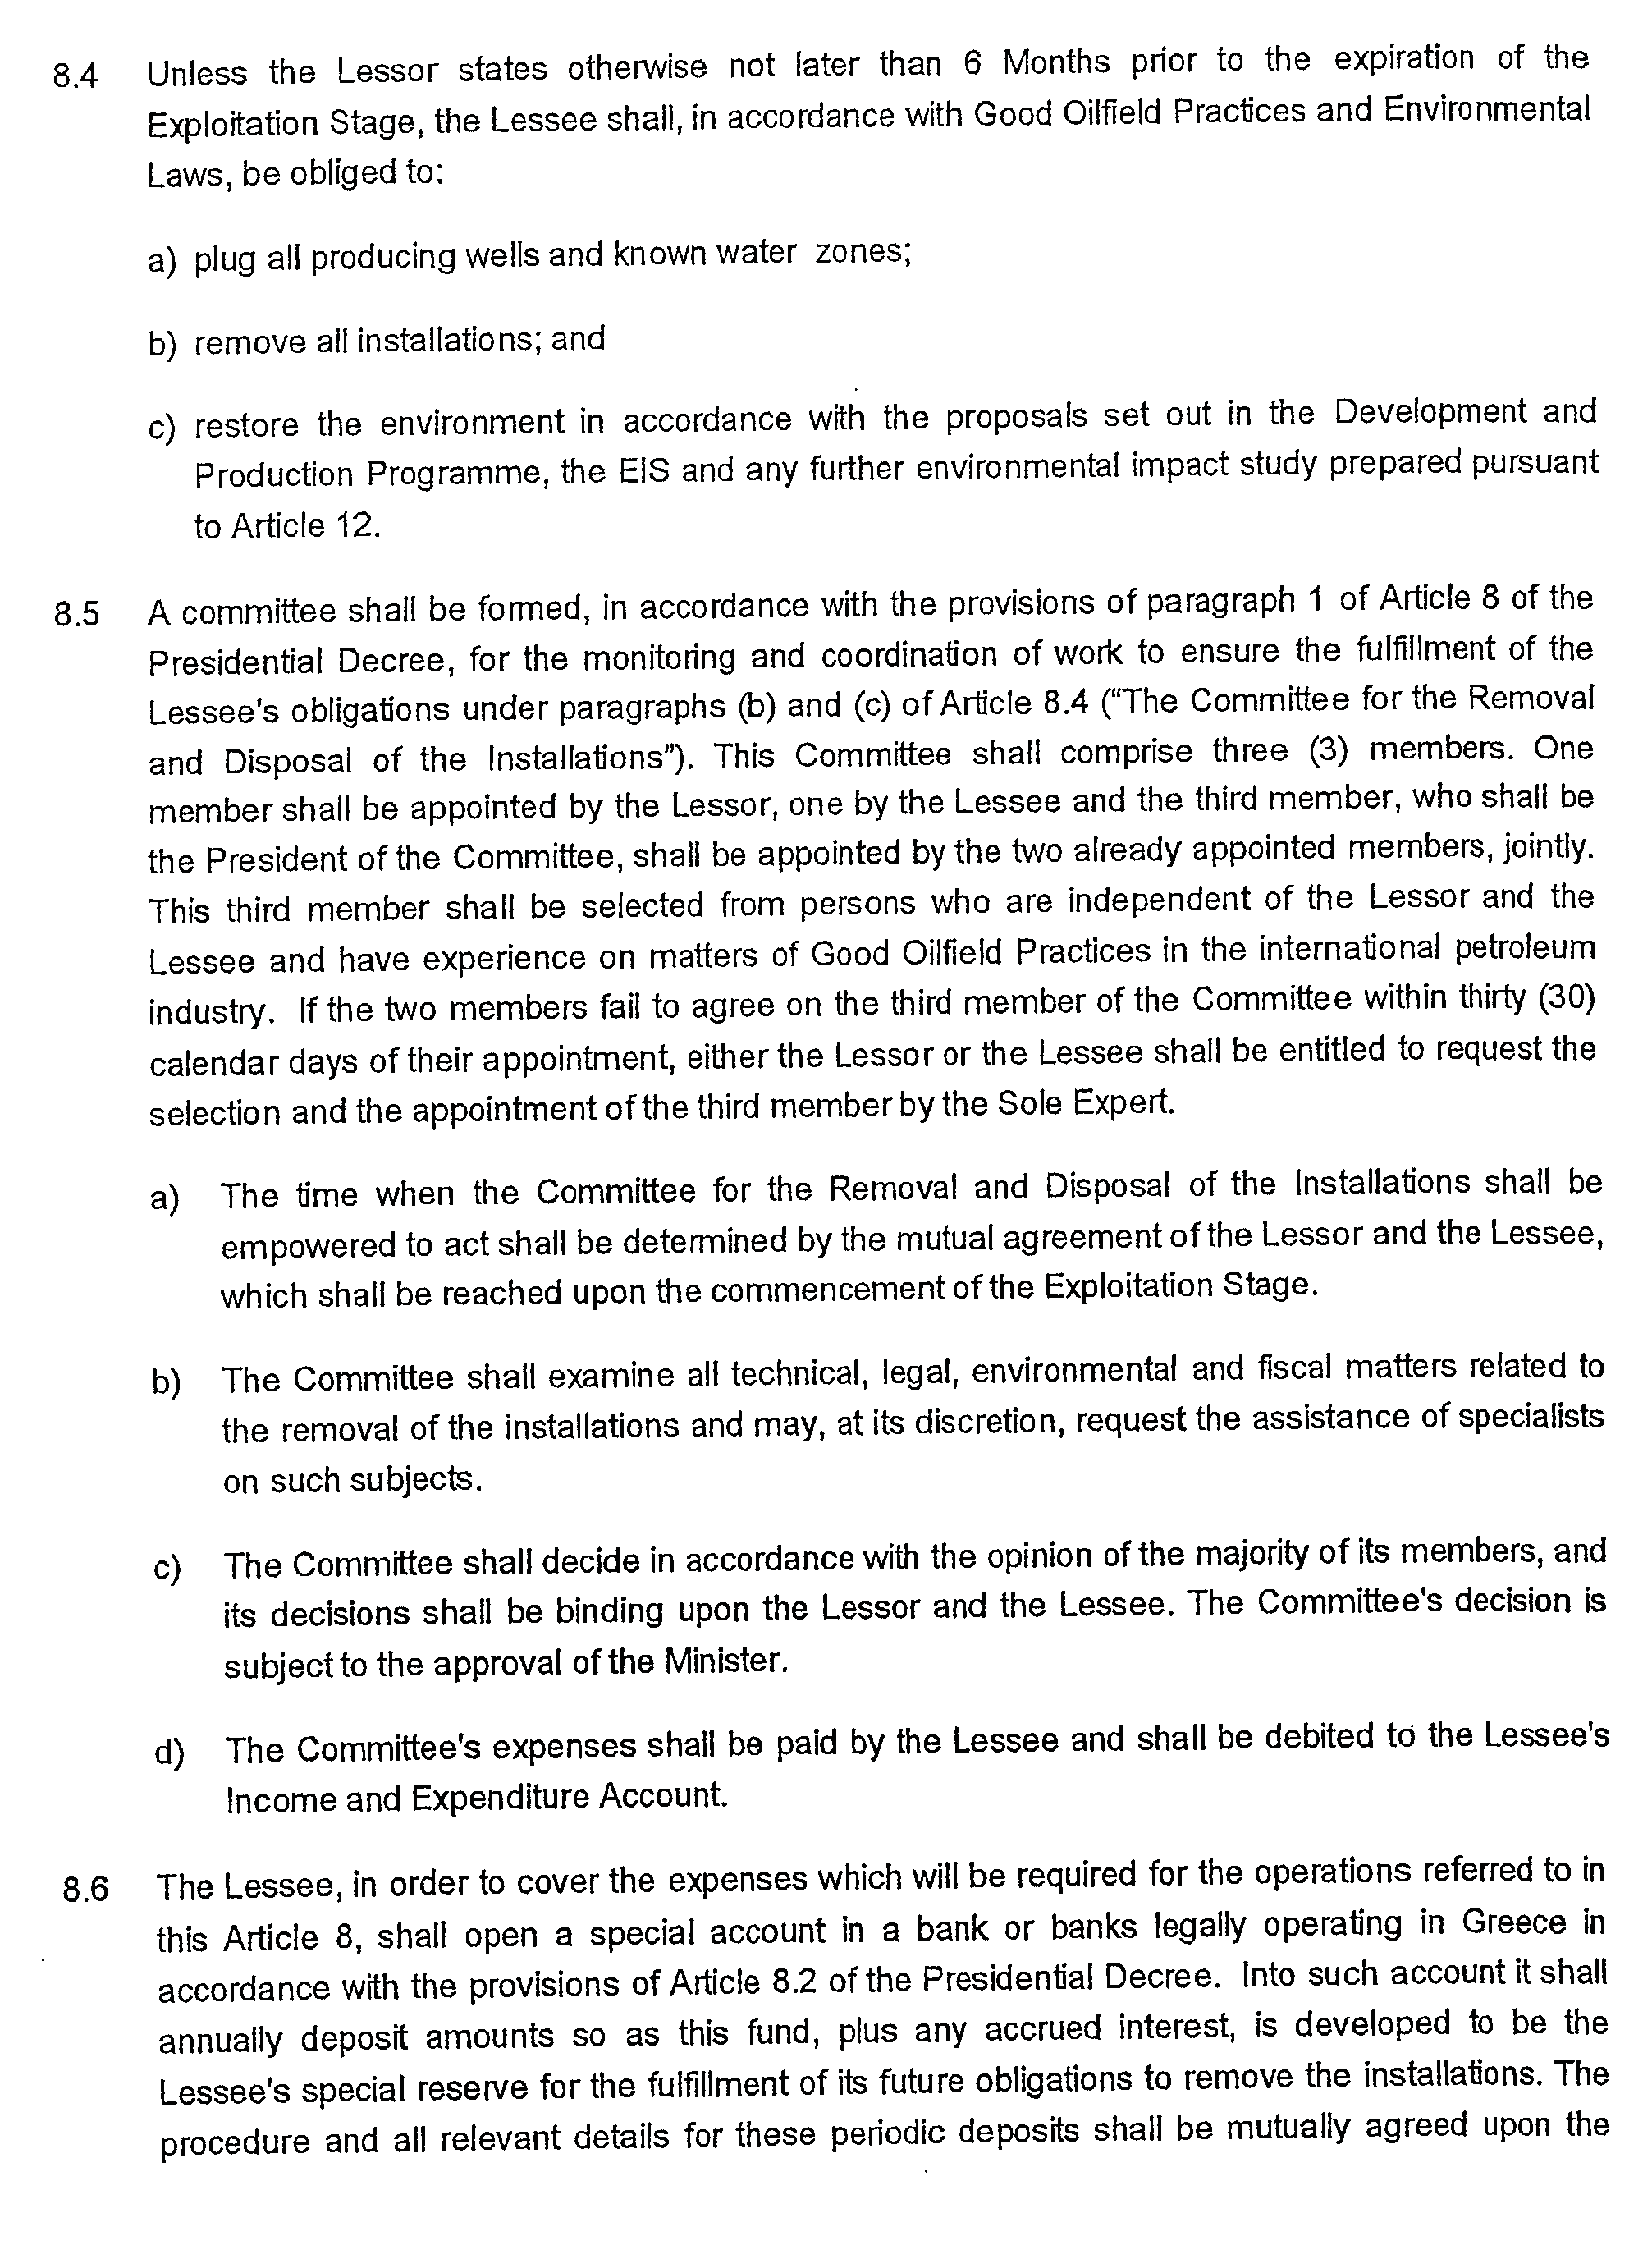 8.4 Unless the Lessor states otherwise not later than 6 Months prior to the expiration of the
Exploitation Stage, the Lessee shall, in accordance with Good Oilfield Practices and Environmental
Laws, be obliged to:
a) plug all producing wells and known water zones;
b) remove all installations; and
c) restore the environment in accordance with the proposals set out in the Development and
Production Programme, the EIS and any further environmental impact study prepared pursuant
to Article 12.
8.5 A committee shall be formed, in accordance with the provisions of paragraph 1 of Article 8 of the
Presidential Decree, for the monitoring and coordination of work to ensure the fulfillment of the
Lessee's obligations under paragraphs (b) and (c) of Article 8.4 ("The Committee for the Removal
and Disposal of the Installations"). This Committee shall comprise three (3) members. One
member shall be appointed by the Lessor, one by the Lessee and the third member, who shall be
the President of the Committee, shall be appointed by the two already appointed members, jointly.
This third member shall be selected from persons who are independent of the Lessor and the
Lessee and have experience on matters of Good Oilfield Practices in the international petroleum
industry. If the two members fail to agree on the third member of the Committee within thirty (30)
calendar days of their appointment, either the Lessor or the Lessee shall be entitled to request the
selection and the appointment of the third member by the Sole Expert.
a) The time when the Committee for the Removal and Disposal of the Installations shall be
empowered to act shall be determined by the mutual agreement of the Lessor and the Lessee,
which shall be reached upon the commencement of the Exploitation Stage.
b) The Committee shall examine all technical, legal, environmental and fiscal matters related to
the removal of the installations and may, at its discretion, request the assistance of specialists
on such subjects.
c) The Committee shall decide in accordance with the opinion of the majority of its members, and
its decisions shall be binding upon the Lessor and the Lessee. The Committee's decision is
subject to the approval of the Minister.
d) The Committee's expenses shall be paid by the Lessee and shall be debited to the Lessee's
Income and Expenditure Account.
8.6 The Lessee, in order to cover the expenses which will be required for the operations referred to in
this Article 8, shall open a special account in a bank or banks legally operating in Greece in
accordance with the provisions of Article 8.2 of the Presidential Decree. Into such account it shall
annually deposit amounts so as this fund, plus any accrued interest, is developed to be the
Lessee's special reserve for the fulfillment of its future obligations to remove the installations. The
procedure and all relevant details for these periodic deposits shall be mutually agreed upon the